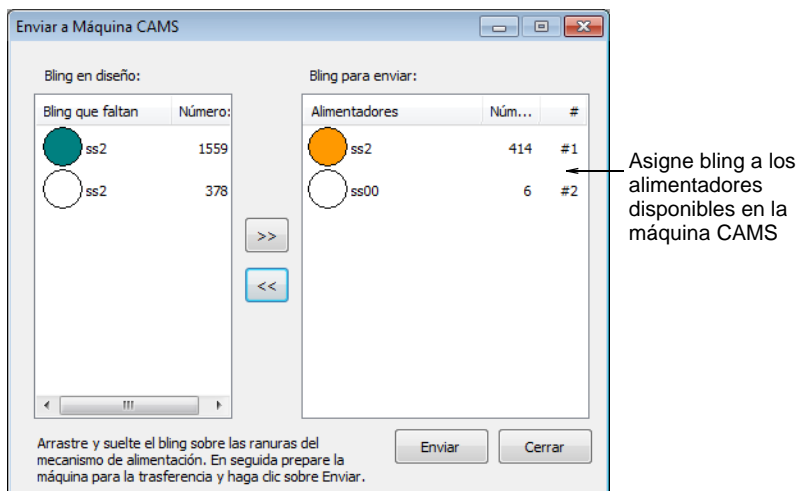 Enviar a Máquina CAMS
Bling en diseño:
Bling para enviar:
Bling que faltan Número:
Alimentadores Núm... #
ss2 1559
ss2 414 #1
ss2 378
ss00 6 #2
>>
<<
Asigne bling a los
alimentadores
disponibles en la
máquina CAMS
Arrastre y suelte el bling sobre las ranuras del
mecanismo de alimentación. En seguida prepare la
máquina para la trasferencia y haga clic sobre Enviar.
Enviar
Cerrar